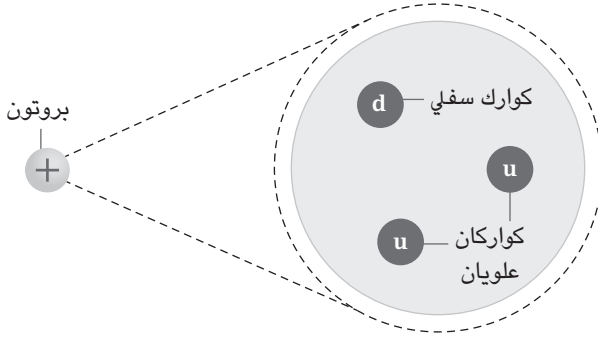 بروتون
+
d
كوارك سفلي
u
u
كواركان
علويان